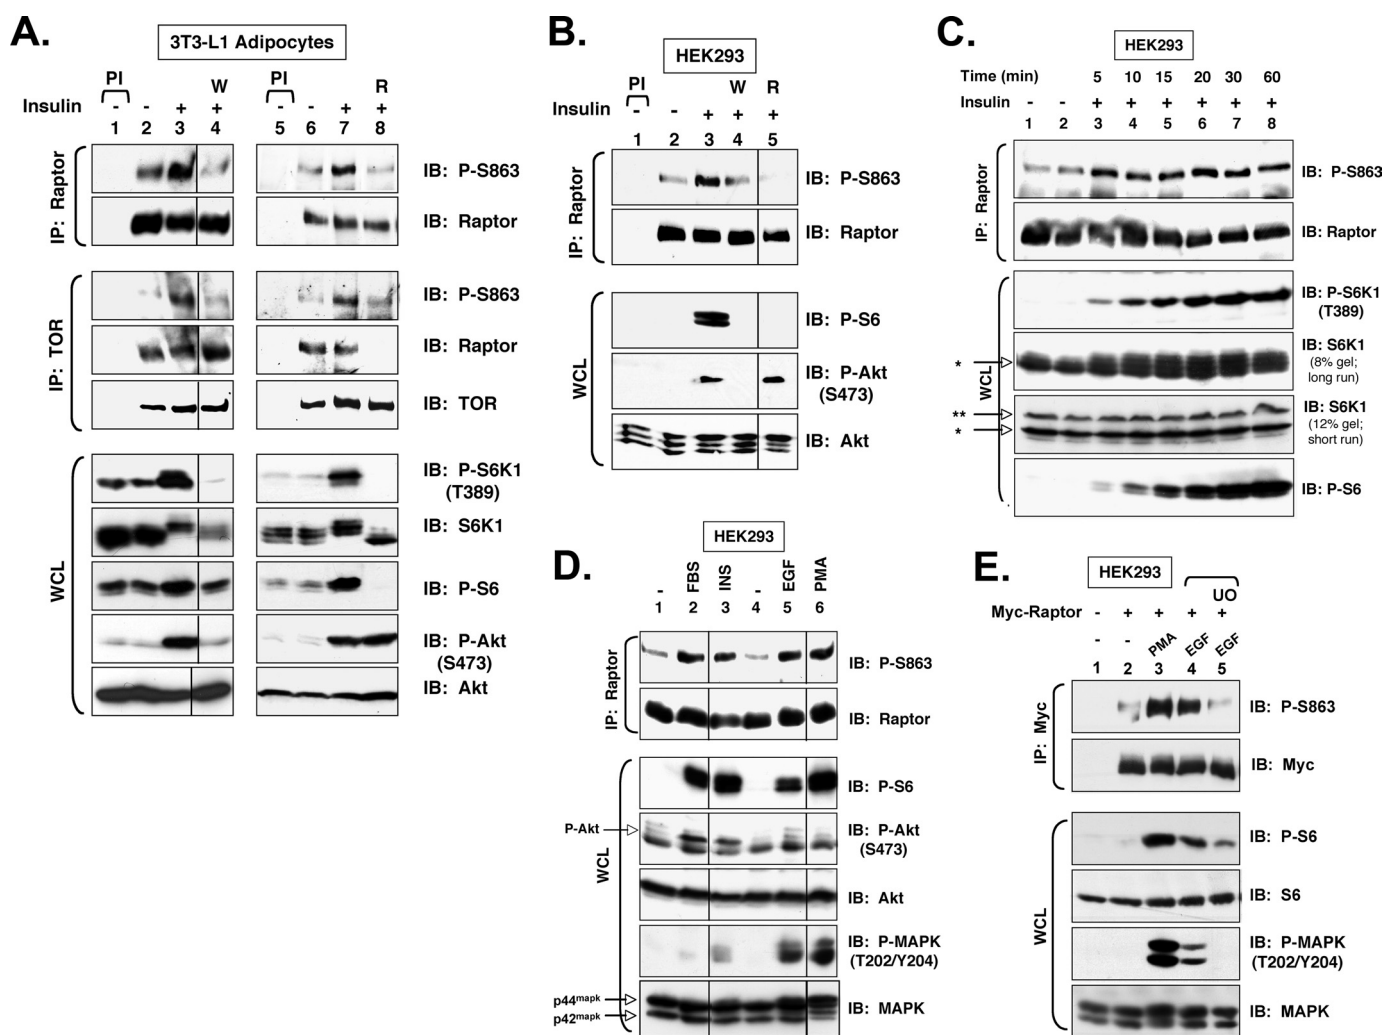 A.
3T3-L1 Adipocytes
PI W PI R
Insulin - - + + - - + +
1 2 3 4 5 6 7 8
IP: Raptor
IB: P-S863
IB: Raptor
IP: TOR
IB: P-S863
IB: Raptor
IB: TOR
WCL
IB: P-S6K1
(T389)
IB: S6K1
IB: P-S6
IB: P-Akt
(S473)
IB: Akt
B.
HEK293
PI W R
Insulin - - + + +
1 2 3 4 5
IP: Raptor
IB: P-S863
IB: Raptor
WCL
IB: P-S6
IB: P-Akt
(S473)
IB: Akt
C.
HEK293
Time (min) 5 10 15 20 30 60
Insulin - - + + + + + +
1 2 3 4 5 6 7 8
IP: Raptor
IB: P-S863
IB: Raptor
WCL
IB: P-S6K1
(T389)
*
IB: S6K1
(8% gel;
long run)
**
*
IB: S6K1
(12% gel;
short run)
IB: P-S6
D.
HEK293
- FBS INS - EGF PMA
1 2 3 4 5 6
IP: Raptor
IB: P-S863
IB: Raptor
WCL
IB: P-S6
P-Akt
IB: P-Akt
(S473)
IB: Akt
IB: P-MAPK
(T202/Y204)
p44mapk
p42mapk
IB: MAPK
E.
HEK293
UO
Myc-Raptor - + + + +
- - PMA EGF EGF
1 2 3 4 5
IP: Myc
IB: P-S863
IB: Myc
WCL
IB: P-S6
IB: S6
IB: P-MAPK
(T202/Y204)
IB: MAPK